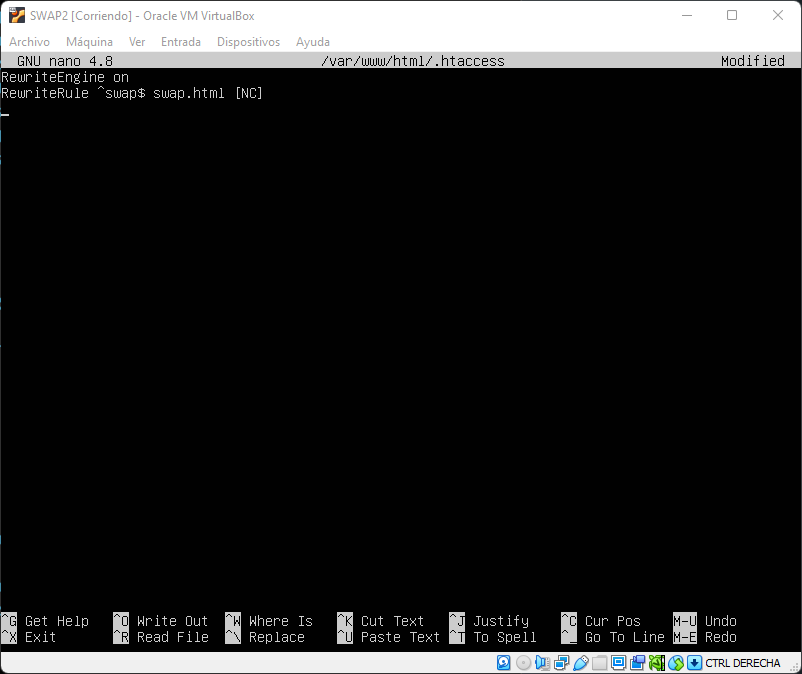 SWAP2 [Corriendo] - Oracle VM VirtualBox
Archivo Máquina Ver Entrada Dispositivos Ayuda
GNU nano 4.8 /var/www/html/.htaccess Modified
RewriteEngine on
RewriteRule ^swap$ swap.html [NC]
^G Get Help ^O Write Out ^W Where Is ^K Cut Text ^J Justify ^C Cur Pos M-U Undo
^X Exit ^R Read File ^\ Replace ^U Paste Text ^T To Spell ^_ Go To Line M-E Redo
CTRL DERECHA